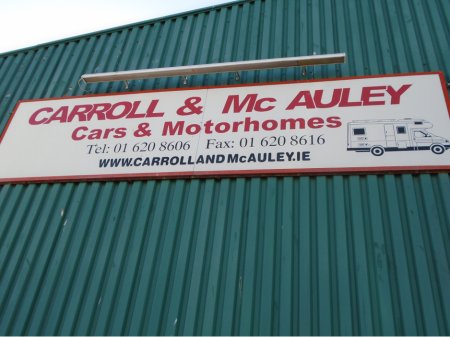 CARROLL & Mc AULEY
Cars & Motorhomes
Tel: 01 620 8606 Fax: 01 620 8616
WWW.CARROLLANDMcAULEY.IE